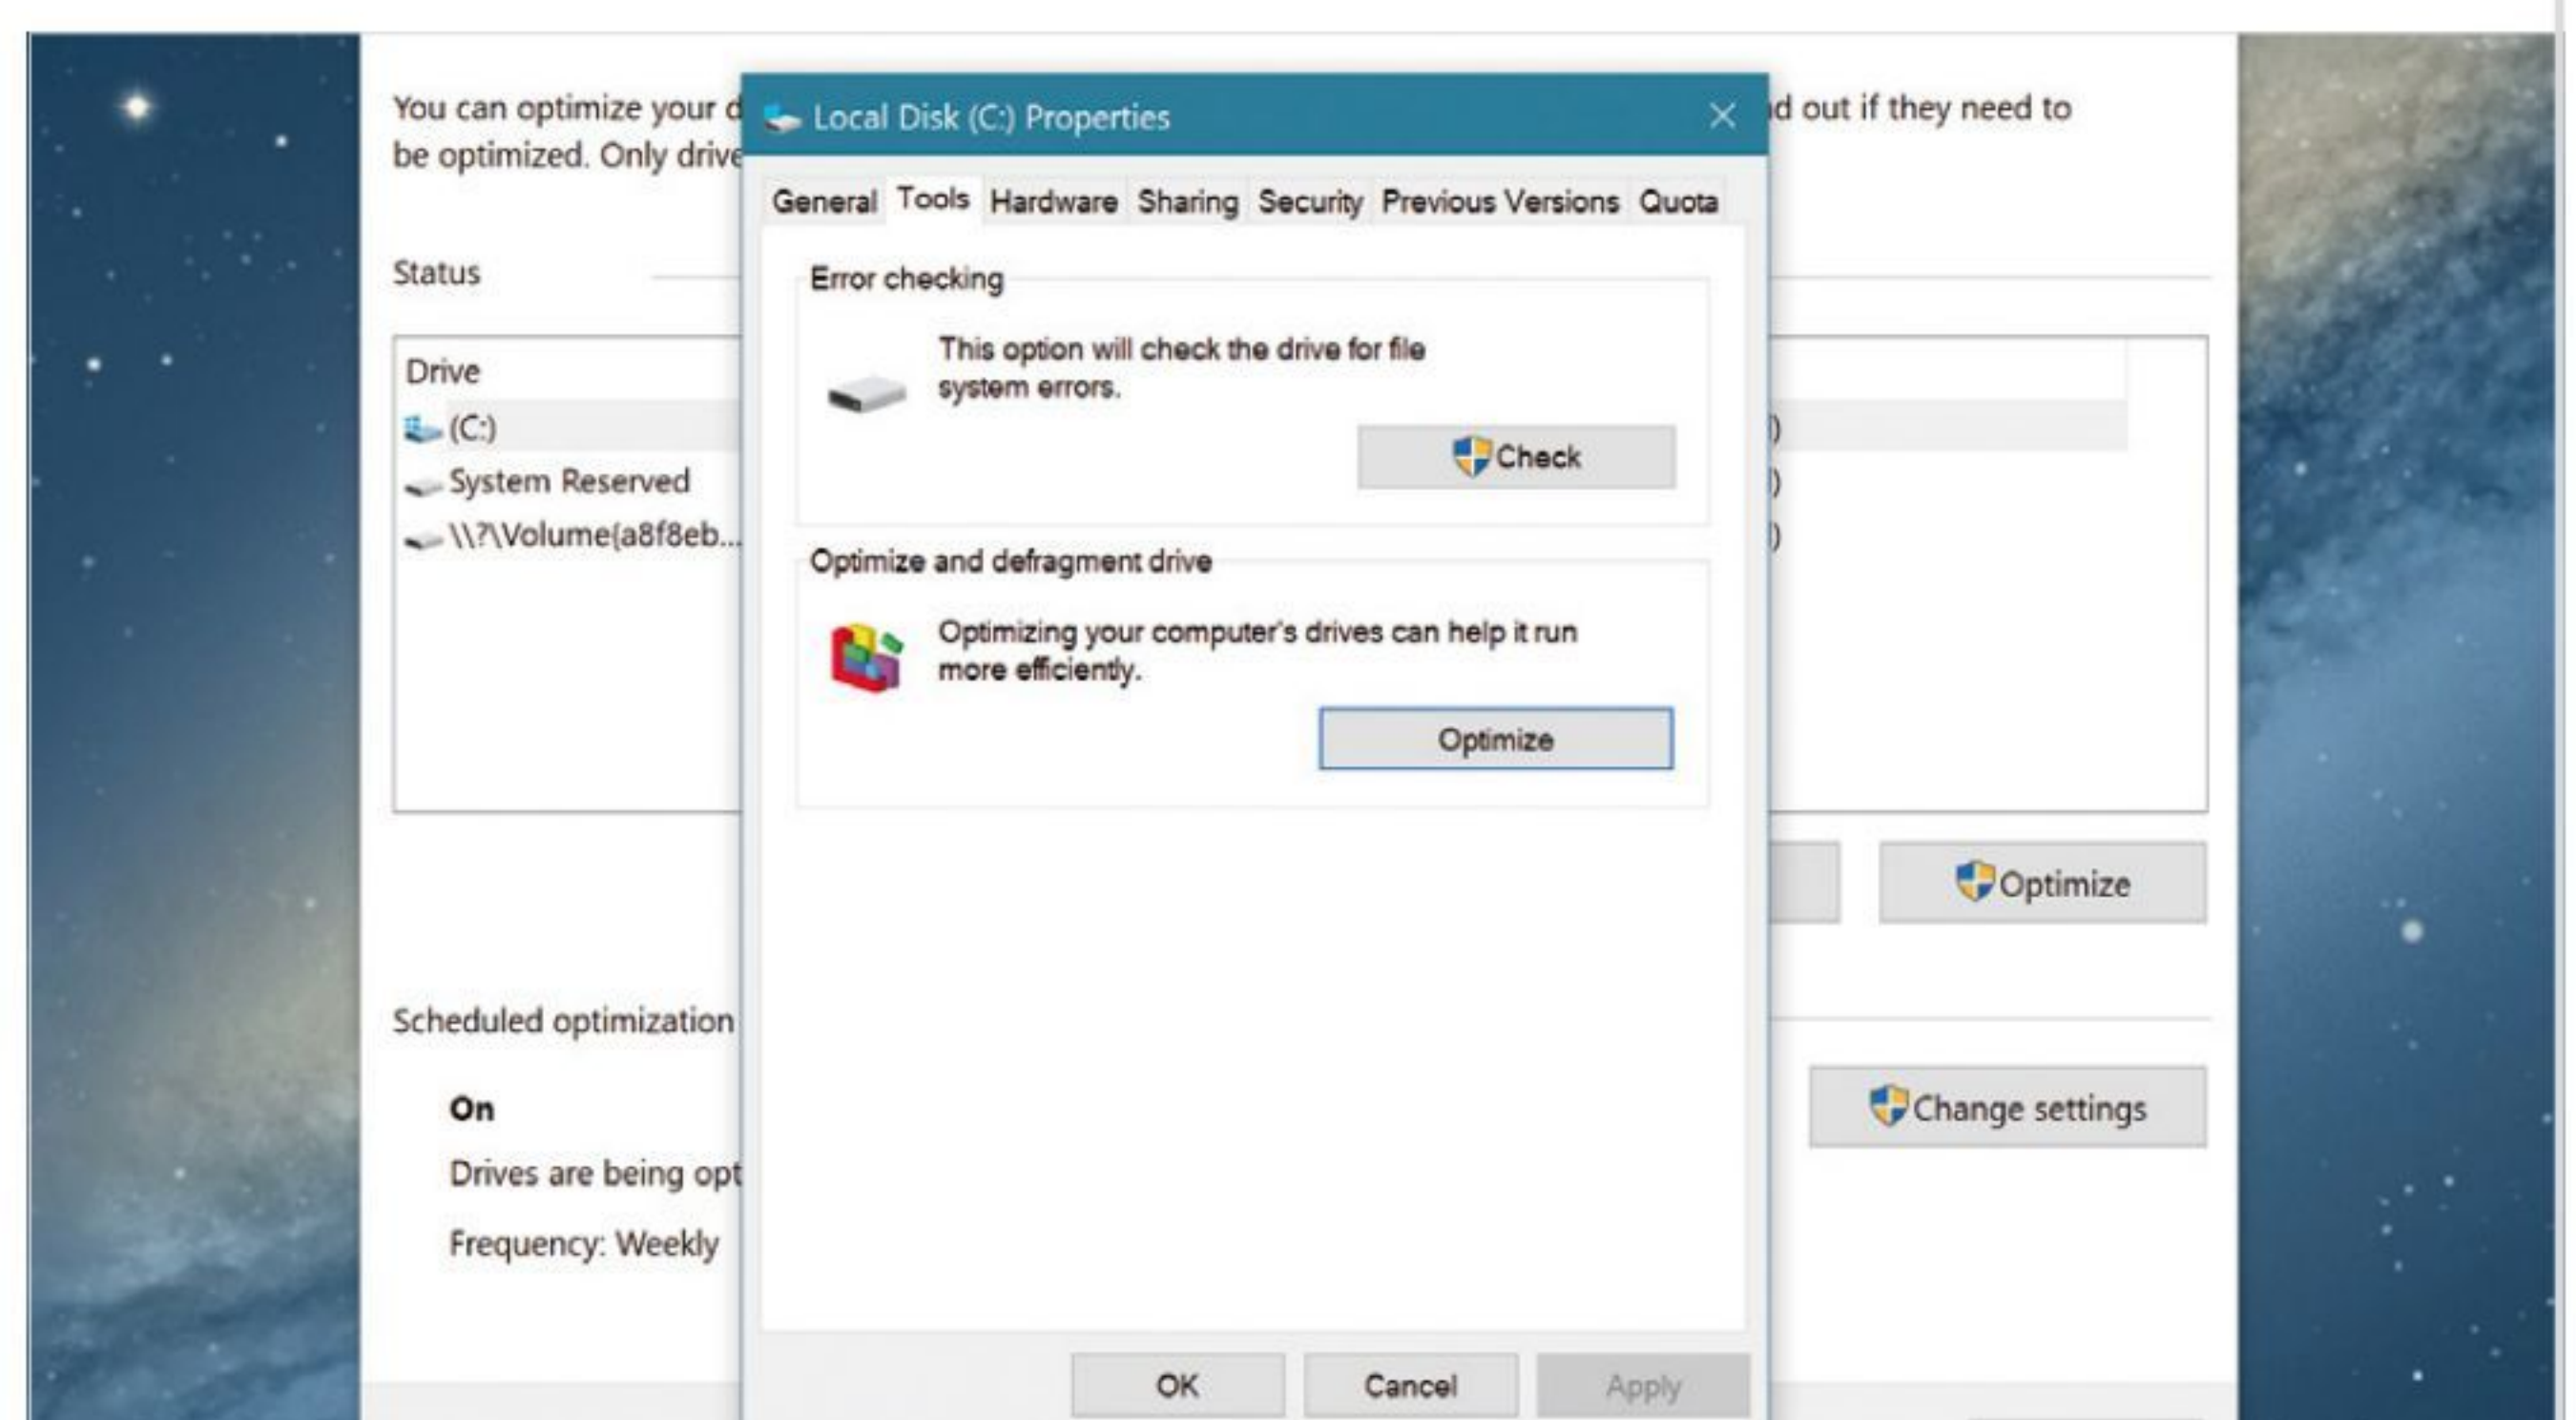 You can optimize your d
be optimized. Only drive
d out if they need to
Status
Drive
(C:)
System Reserved
\\?\Volume{a8f8eb...
Optimize
Scheduled optimization
On
Drives are being opt
Frequency: Weekly
Change settings
Local Disk (C:) Properties
General Tools Hardware Sharing Security Previous Versions Quota
Error checking
This option will check the drive for file
system errors.
Check
Optimize and defragment drive
Optimizing your computer's drives can help it run
more efficiently.
Optimize
OK Cancel Apply